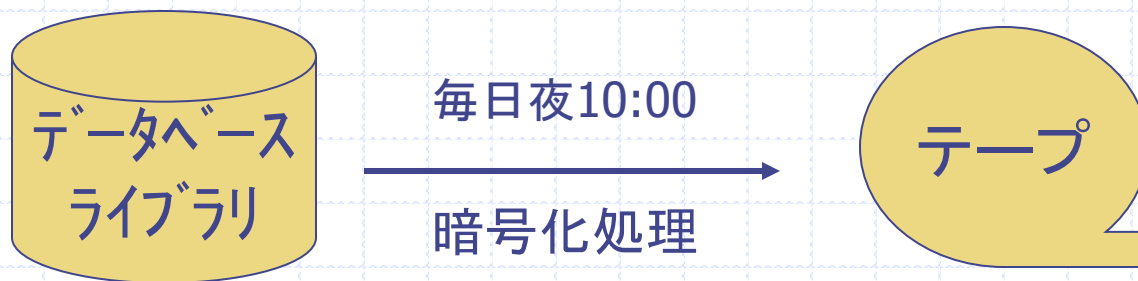 データベース
ライブラリ
毎日夜10:00
暗号化処理
テープ